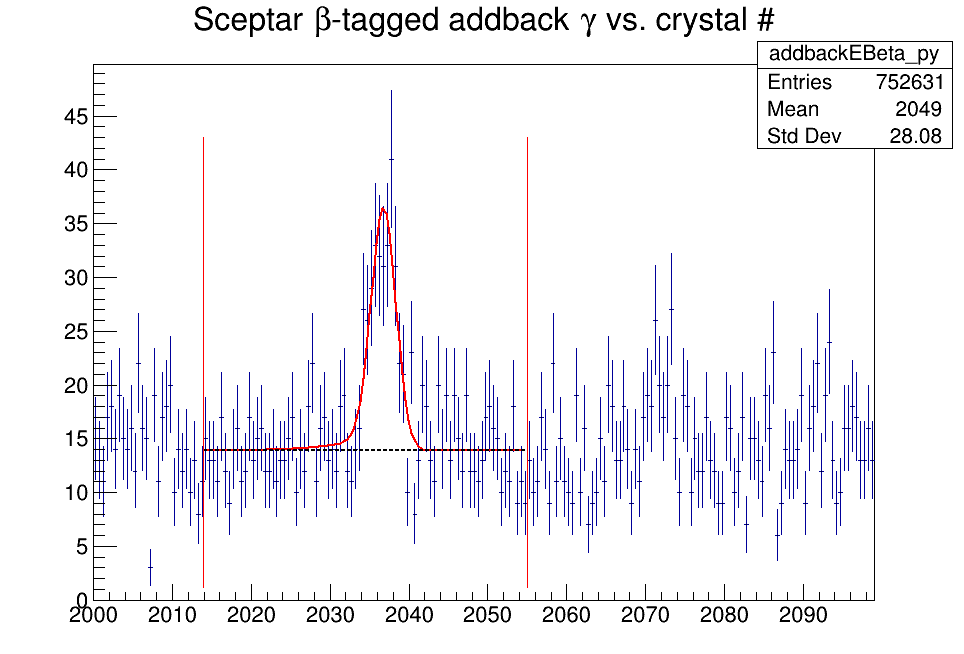 Sceptar β-tagged addback γ vs. crystal #
addbackEBeta_py
Entries 752631
Mean 2049
Std Dev 28.08
45
40
35
30
25
20
15
10
5
0
2000 2010 2020 2030 2040 2050 2060 2070 2080 2090